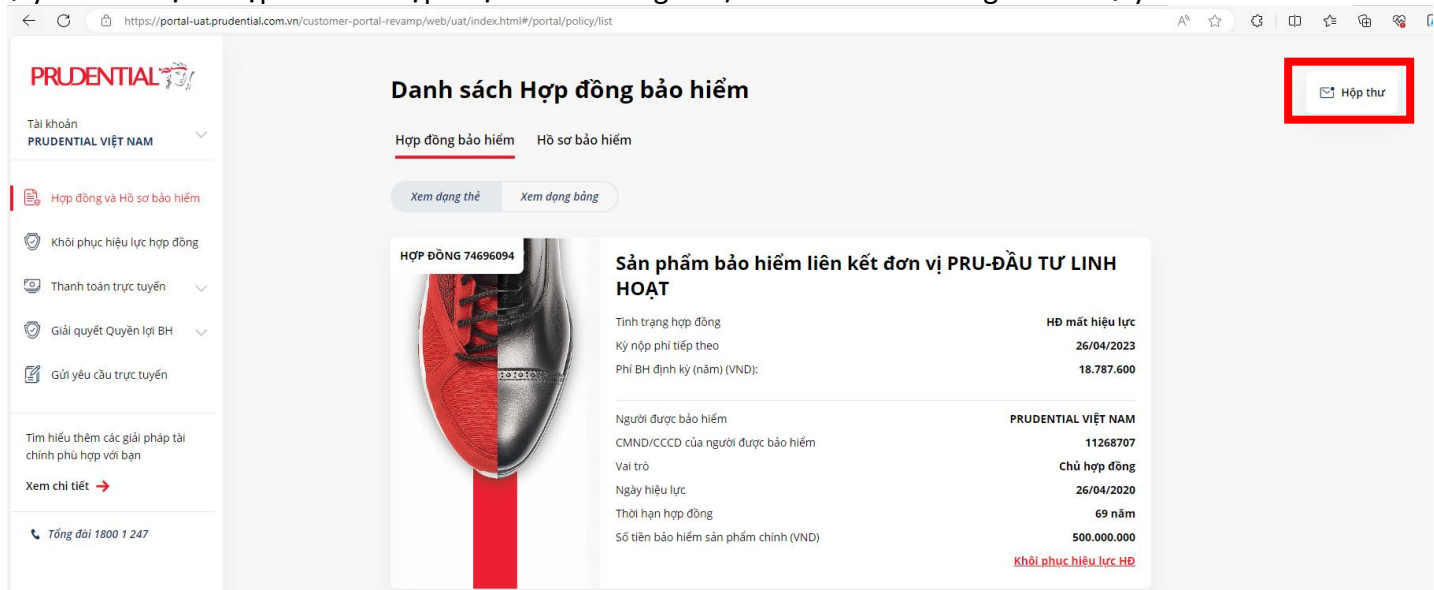 https://portal-uat.prudential.com.vn/customer-portal-revamp/web/uat/index.html#/portal/policy/list
PRUDENTIAL
Tài khoản
PRUDENTIAL VIỆT NAM
Hợp đồng và Hồ sơ bảo hiểm
Khôi phục hiệu lực hợp đồng
Thanh toán trực tuyến
Giải quyết Quyền lợi BH
Gửi yêu cầu trực tuyến
Tìm hiểu thêm các giải pháp tài
chính phù hợp với bạn
Xem chi tiết
Tổng đài 1800 1 247
Danh sách Hợp đồng bảo hiểm
Hộp thư
Hợp đồng bảo hiểm Hồ sơ bảo hiểm
Xem dạng thẻ Xem dạng bảng
HỢP ĐỒNG 74696094
Sản phẩm bảo hiểm liên kết đơn vị PRU-ĐẦU TƯ LINH
HOẠT
Tình trạng hợp đồng HĐ mất hiệu lực
Kỳ nộp phí tiếp theo 26/04/2023
Phí BH định kỳ (năm) (VND): 18.787.600
Người được bảo hiểm PRUDENTIAL VIỆT NAM
CMND/CCCD của người được bảo hiểm 11268707
Vai trò Chủ hợp đồng
Ngày hiệu lực 26/04/2020
Thời hạn hợp đồng 69 năm
Số tiền bảo hiểm sản phẩm chính (VND) 500.000.000
Khôi phục hiệu lực HĐ